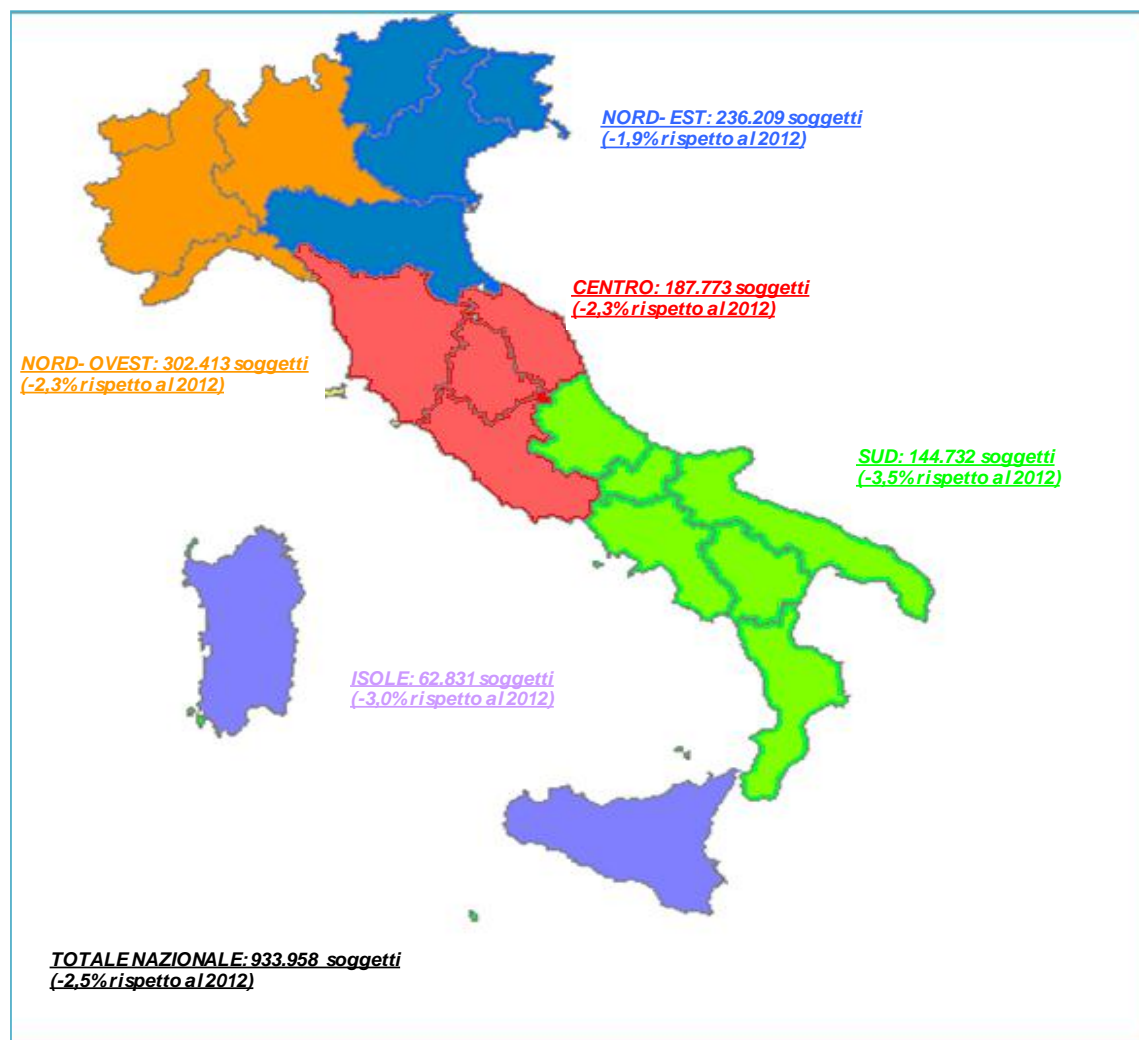 NORD- EST: 236.209 soggetti
(-1,9% rispetto al 2012)
CENTRO: 187.773 soggetti
(-2,3% rispetto al 2012)
NORD- OVEST: 302.413 soggetti
(-2,3% rispetto al 2012)
SUD: 144.732 soggetti
(-3,5% rispetto al 2012)
ISOLE: 62.831 soggetti
(-3,0% rispetto al 2012)
TOTALE NAZIONALE: 933.958 soggetti
(-2,5% rispetto al 2012)